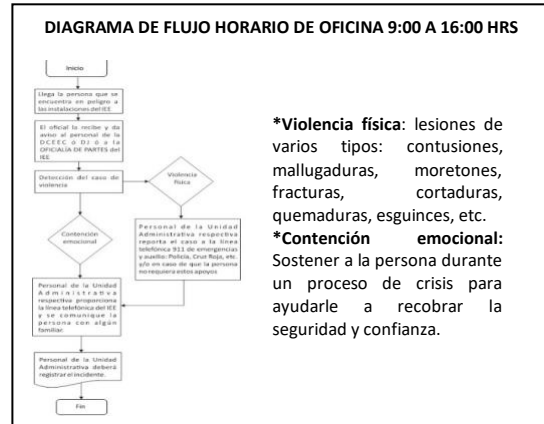 DIAGRAMA DE FLUJO HORARIO DE OFICINA 9:00 A 16:00 HRS
Inicio
Llega la persona que se
encuentra en peligro a
las instalaciones del IEE
El oficial la recibe y da
aviso al personal de la
DCEEC ó DJ ó a la
OFICIALÍA DE PARTES del
IEE
Detección del caso de
violencia
Violencia
Física
Contención
emocional
Personal de la Unidad
Administrativa respectiva
reporta el caso a la línea
telefónica 911 de emergencias
y auxilio: Policía, Cruz Roja, etc.
y/o en caso de que la persona
no requiera estos apoyos
Personal de la Unidad
Administrativa
respectiva proporciona
la línea telefónica del IEE
y se comunique la
persona con algún
familiar.
Personal de la Unidad
Administrativa deberá
registrar el incidente.
Fin
*Violencia física: lesiones de
varios tipos: contusiones,
mallugaduras, moretones,
fracturas, cortaduras,
quemaduras, esguinces, etc.
*Contención emocional:
Sostener a la persona durante
un proceso de crisis para
ayudarle a recobrar la
seguridad y confianza.